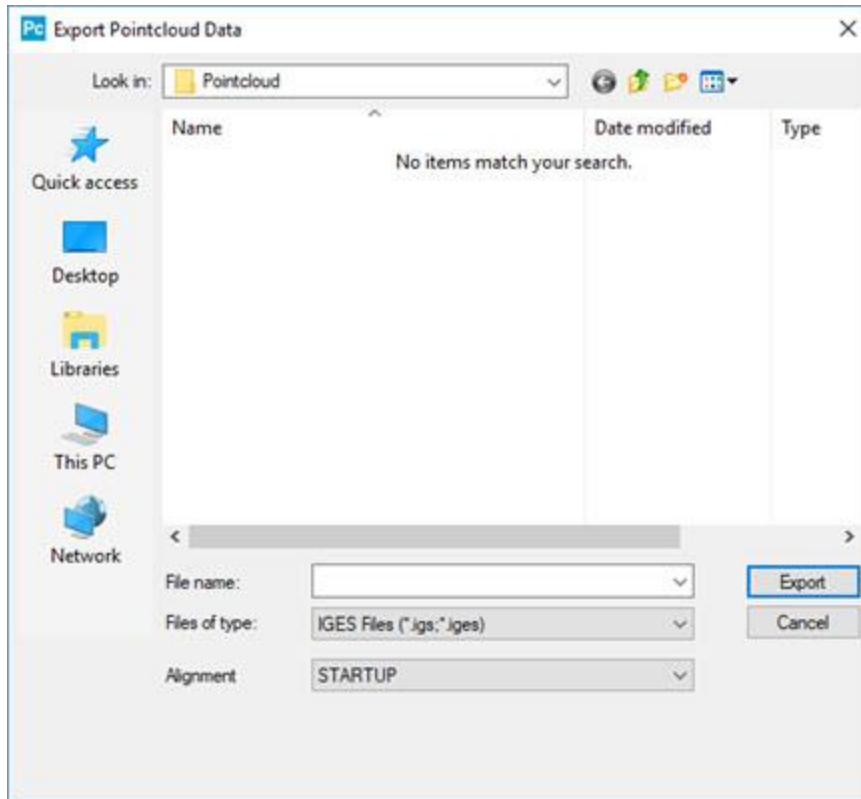 Pc Export Pointcloud Data
Look in: Pointcloud
Name Date modified Type
No items match your search.
Quick access
Desktop
Libraries
This PC
Network
File name: Export
Files of type: IGES Files (*.igs;*.iges) Cancel
Alignment STARTUP